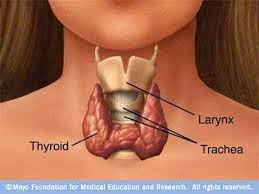 Larynx
Thyroid
Trachea
©Mayo Foundation for Medical Education and Research. All rights reserved.